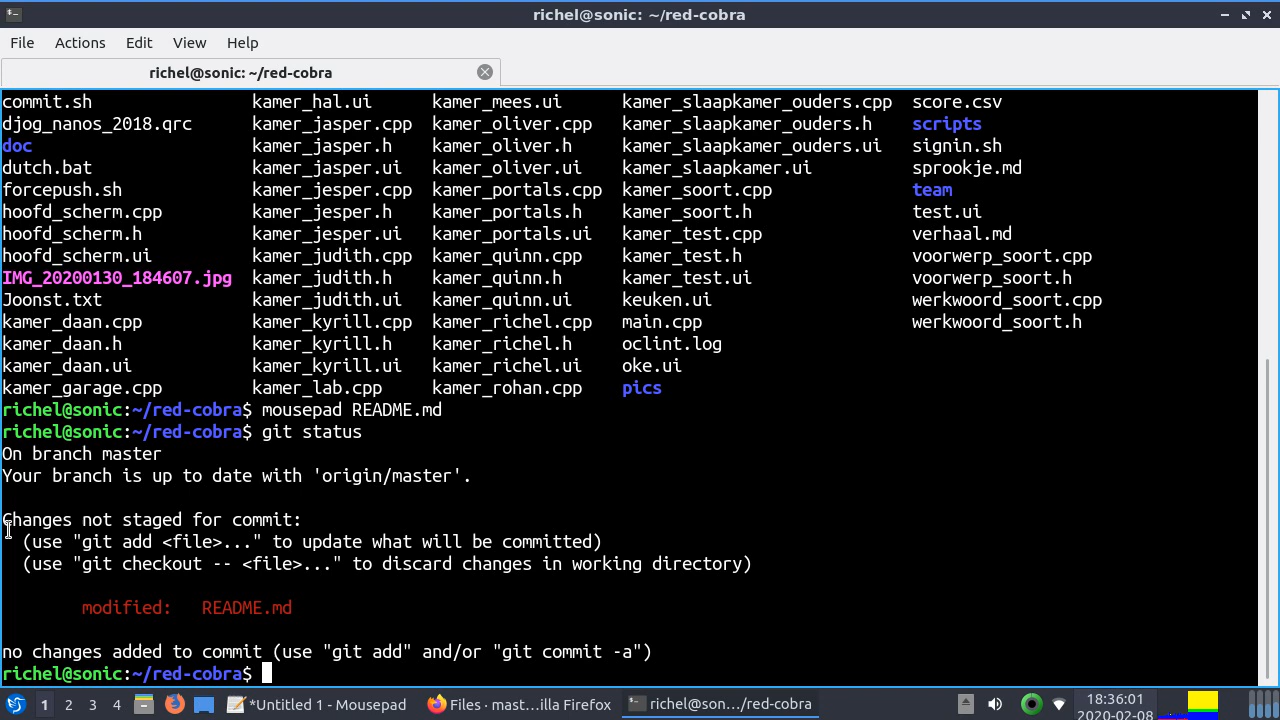 richel@sonic: ~/red-cobra
File Actions Edit View Help
richel@sonic: ~/red-cobra
commit.sh kamer_hal.ui kamer_mees.ui kamer_slaapkamer_ouders.cpp score.csv
djog_nanos_2018.qrc kamer_jasper.cpp kamer_oliver.cpp kamer_slaapkamer_ouders.h scripts
doc kamer_jasper.h kamer_oliver.h kamer_slaapkamer_ouders.ui signin.sh
dutch.bat kamer_jasper.ui kamer_oliver.ui kamer_slaapkamer.ui sprookje.md
forcepush.sh kamer_jesper.cpp kamer_portals.cpp kamer_soort.cpp team
hoofd_scherm.cpp kamer_jesper.h kamer_portals.h kamer_soort.h test.ui
hoofd_scherm.h kamer_jesper.ui kamer_portals.ui kamer_test.cpp verhaal.md
hoofd_scherm.ui kamer_judith.cpp kamer_quinn.cpp kamer_test.h voorwerp_soort.cpp
IMG_20200130_184607.jpg kamer_judith.h kamer_quinn.h kamer_test.ui voorwerp_soort.h
Joonst.txt kamer_judith.ui kamer_quinn.ui keuken.ui werkwoord_soort.cpp
kamer_daan.cpp kamer_kyrill.cpp kamer_richel.cpp main.cpp werkwoord_soort.h
kamer_daan.h kamer_kyrill.h kamer_richel.h oclint.log
kamer_daan.ui kamer_kyrill.ui kamer_richel.ui oke.ui
kamer_garage.cpp kamer_lab.cpp kamer_rohan.cpp pics
richel@sonic:~/red-cobra$ mousepad README.md
richel@sonic:~/red-cobra$ git status
On branch master
Your branch is up to date with 'origin/master'.
Changes not staged for commit:
(use "git add <file>..." to update what will be committed)
(use "git checkout -- <file>..." to discard changes in working directory)
modified: README.md
no changes added to commit (use "git add" and/or "git commit -a")
richel@sonic:~/red-cobra$
1 2 3 4 *Untitled 1 - Mousepad Files · mast…illa Firefox richel@son…/red-cobra 18:36:01
2020-02-08